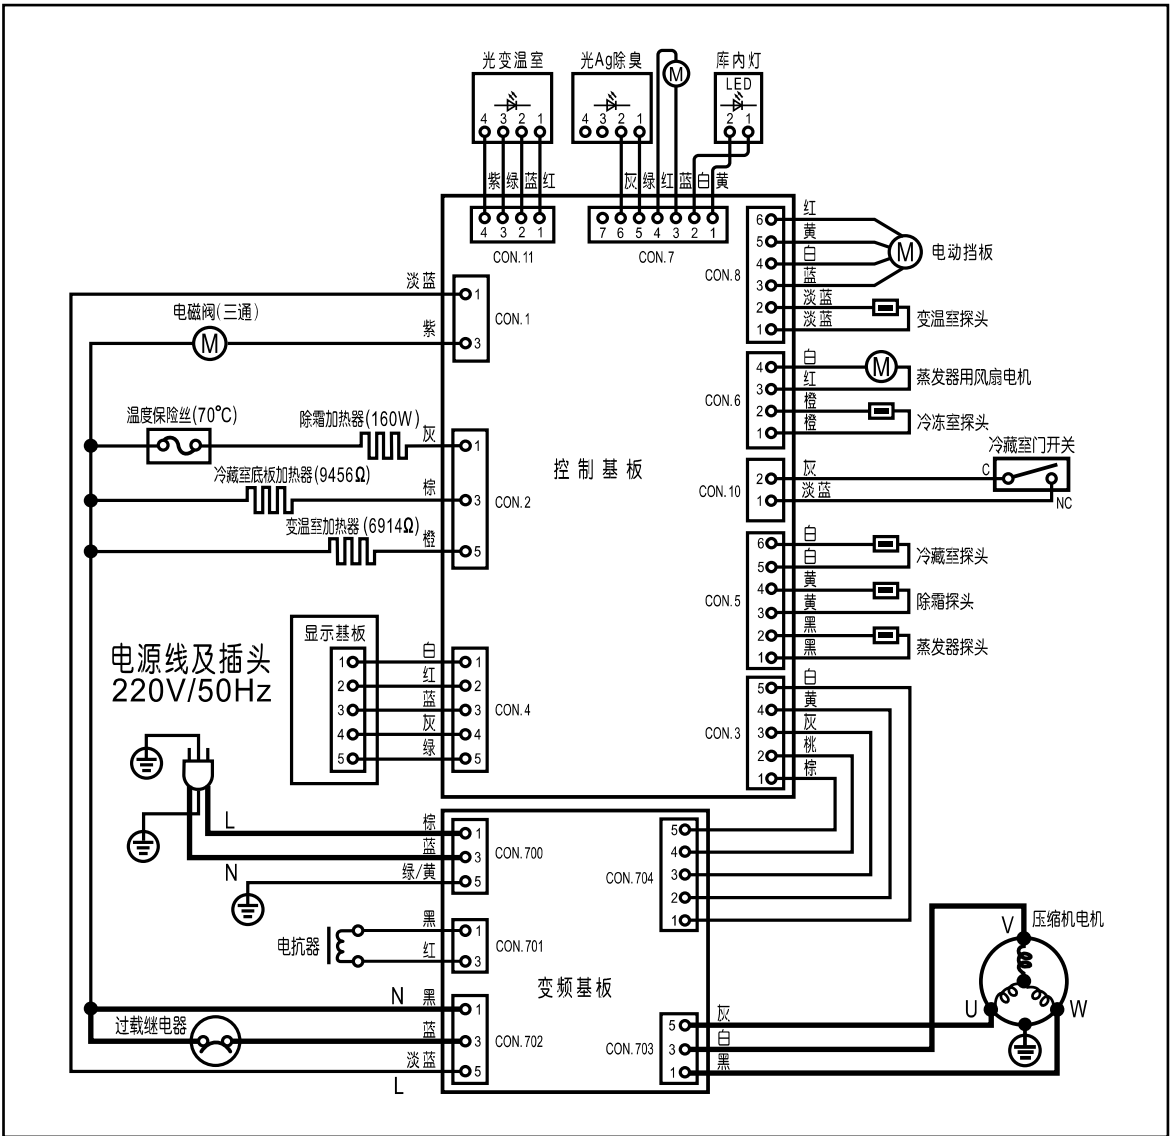 光变温室
光Ag除臭
M
库内灯
LED
4 3 2 1
4 3 2 1
2 1
紫 绿 蓝 红
灰 绿 红 蓝 白 黄
4 3 2 1
7 6 5 4 3 2 1
CON.11
CON.7
淡蓝
1
CON.1
紫
3
电磁阀(三通)
M
温度保险丝(70℃)
除霜加热器(160W)
灰
1
冷藏室底板加热器(9456Ω)
棕
3
CON.2
变温室加热器(6914Ω)
橙
5
控制基板
CON.8
6 红
5 黄
4 白
3 蓝
2 淡蓝
1 淡蓝
M
电动挡板
变温室探头
CON.6
4 白
3 红
2 橙
1 橙
M
蒸发器用风扇电机
冷冻室探头
冷藏室门开关
CON.10
2 灰
1 淡蓝
C
NC
CON.5
6 白
5 白
4 黄
3 黄
2 黑
1 黑
冷藏室探头
除霜探头
蒸发器探头
CON.3
5 白
4 黄
3 灰
2 桃
1 棕
显示基板
1 白 1
2 红 2
3 蓝 3
4 灰 4
5 绿 5
CON.4
电源线及插头
220V/50Hz
L
N
棕 1
蓝 3
绿/黄 5
CON.700
电抗器
黑 1
红 3
CON.701
变频基板
N
过载继电器
黑 1
蓝 3
淡蓝 5
L
CON.702
CON.704
5
4
3
2
1
CON.703
5 灰
3 白
1 黑
V
压缩机电机
U
W